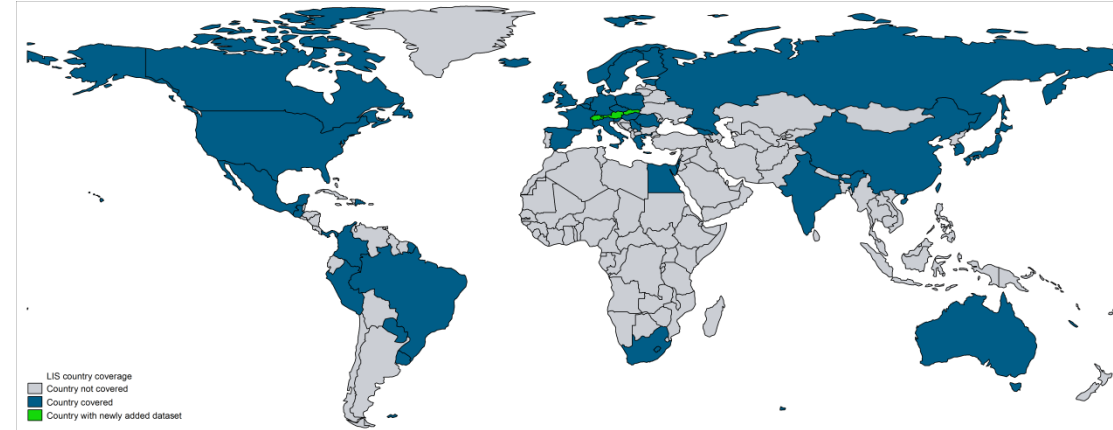 LIS country coverage
Country not covered
Country covered
Country with newly added dataset